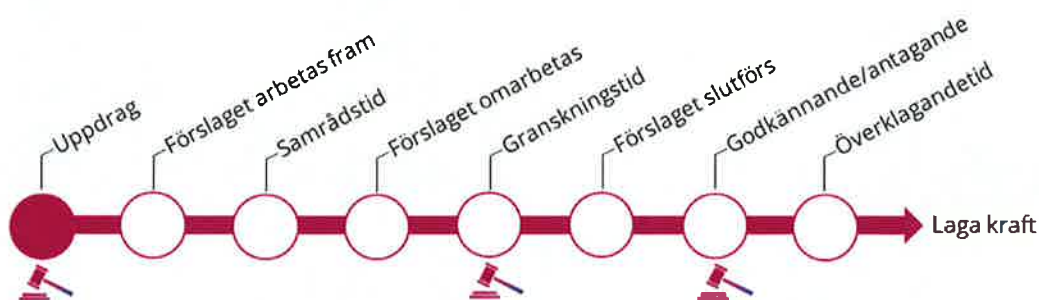 Uppdrag
Förslaget arbetas fram
Samrådstid
Förslaget omarbetas
Granskningstid
Förslaget slutförs
Godkännande/antagande
Överklagandetid
Laga kraft